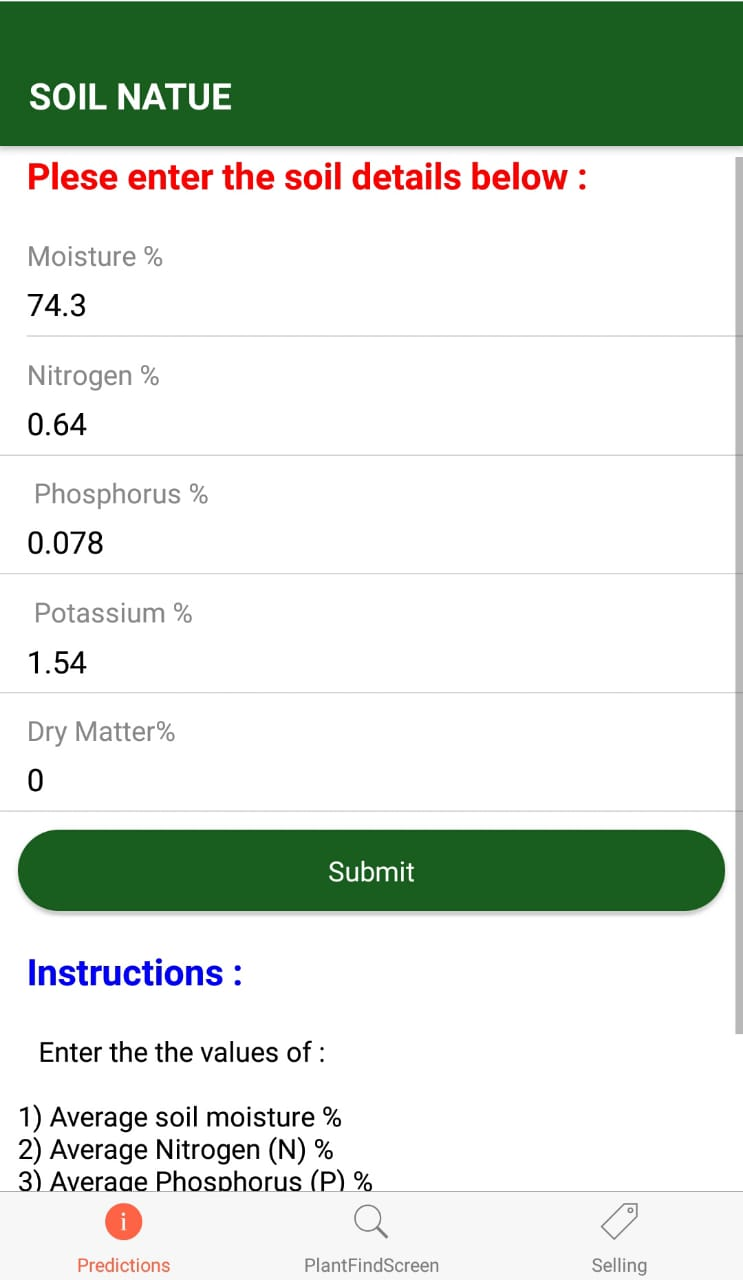 SOIL NATUE
Plese enter the soil details below :
Moisture %
74.3
Nitrogen %
0.64
Phosphorus %
0.078
Potassium %
1.54
Dry Matter%
0
Submit
Instructions :
Enter the the values of :
1) Average soil moisture %
2) Average Nitrogen (N) %
3) Average Phosphorus (P) %
i
Predictions
PlantFindScreen
Selling